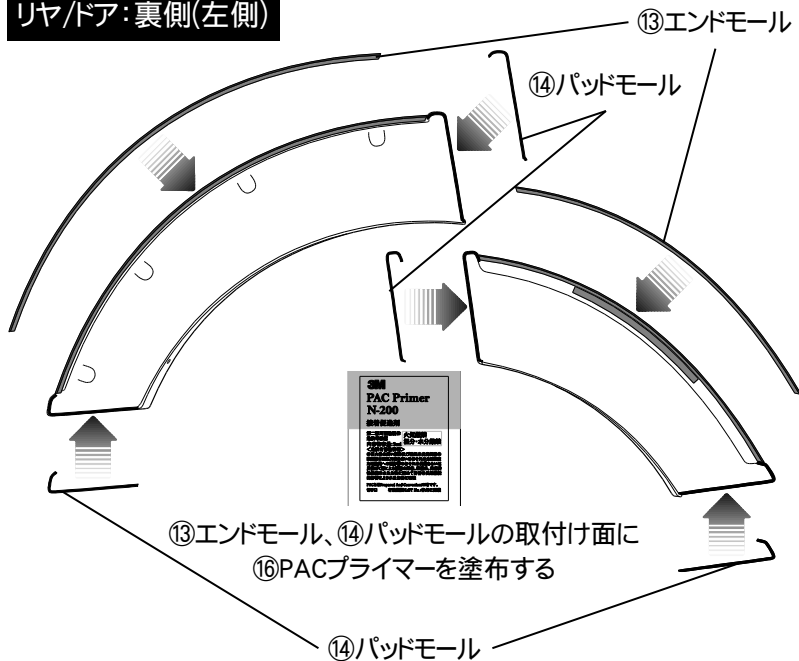 リヤ/ドア：裏側(左側)
⑬エンドモール
⑭パッドモール
3M
PAC Primer
N-200
⑬エンドモール、⑭パッドモールの取付け面に
⑯PACプライマーを塗布する
⑭パッドモール